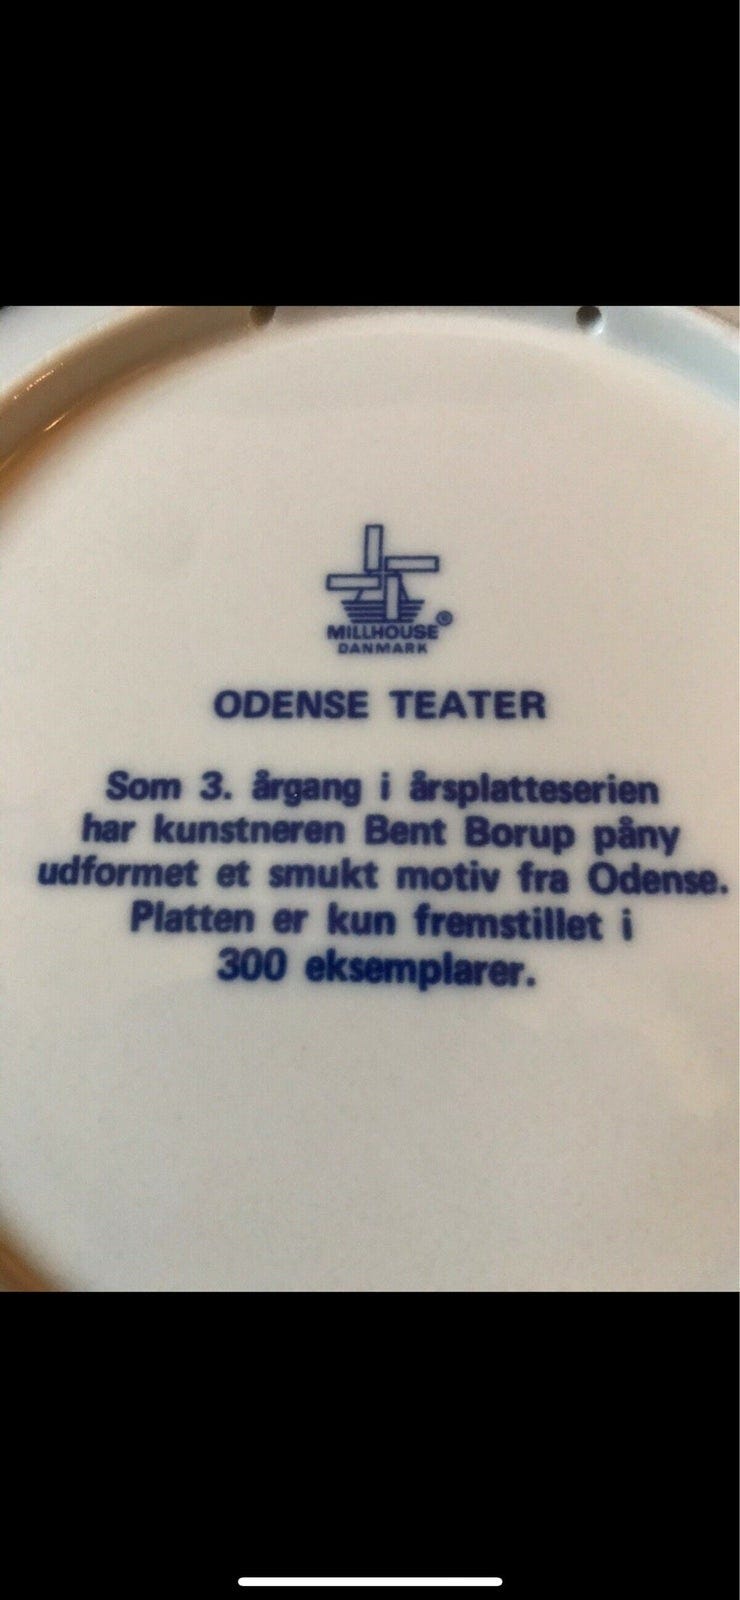 MILLHOUSE®
DANMARK
ODENSE TEATER
Som 3. årgang i årsplatteserien
har kunstneren Bent Borup påny
udformet et smukt motiv fra Odense.
Platten er kun fremstillet i
300 eksemplarer.